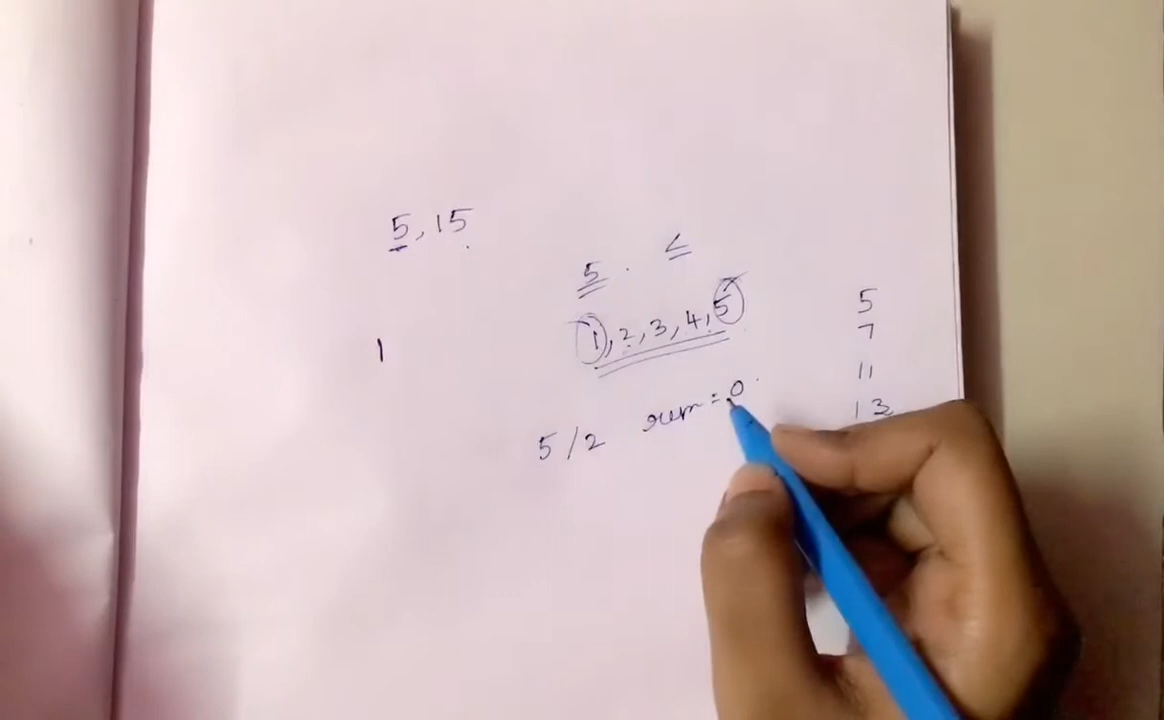 5, 15
5 . ≤
1, 2, 3, 4, 5
1
5
7
11
13
sum = 0
5/2